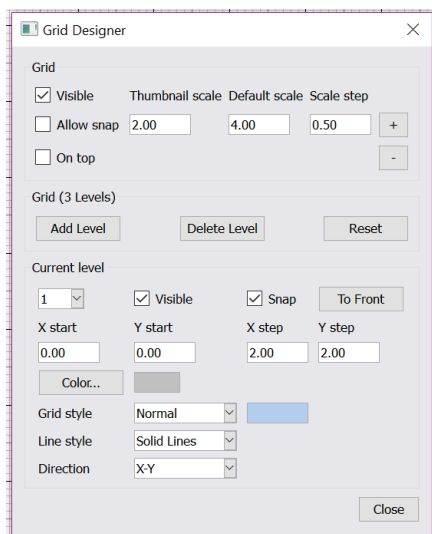 Grid Designer
Grid
Visible Thumbnail scale Default scale Scale step
Allow snap 2.00 4.00 0.50 +
On top -
Grid (3 Levels)
Add Level Delete Level Reset
Current level
1 Visible Snap To Front
X start Y start X step Y step
0.00 0.00 2.00 2.00
Color...
Grid style Normal
Line style Solid Lines
Direction X-Y
Close